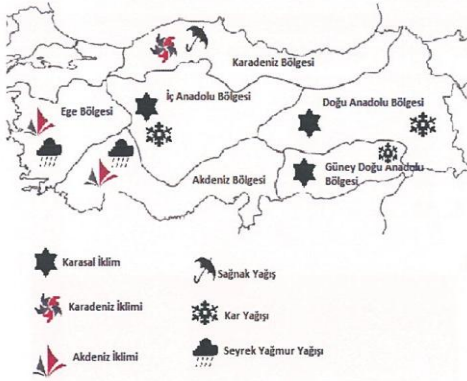 Karadeniz Bölgesi
Ege Bölgesi
İç Anadolu Bölgesi
Doğu Anadolu Bölgesi
Akdeniz Bölgesi
Güney Doğu Anadolu
Bölgesi
Karasal İklim
Sağnak Yağış
Karadeniz İklimi
Kar Yağışı
Akdeniz İklimi
Seyrek Yağmur Yağışı